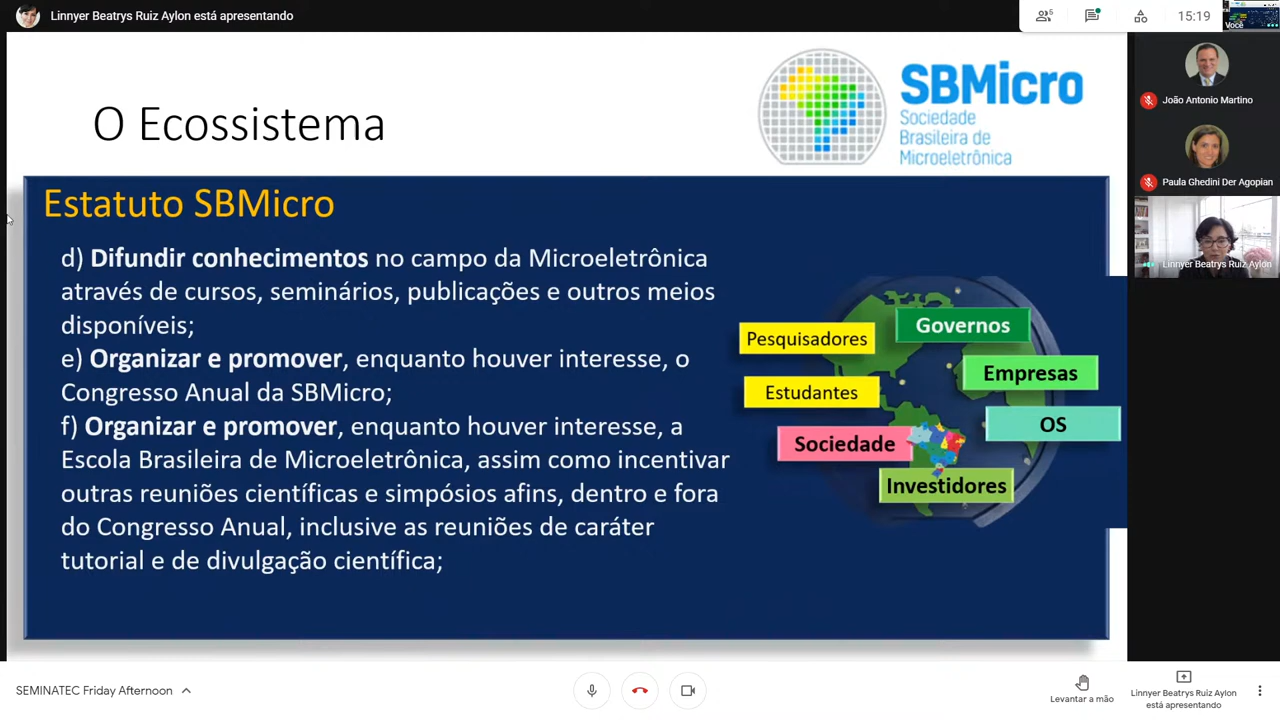 Linnyer Beatrys Ruiz Aylon está apresentando
6
15:19
Você
O Ecossistema
SBMicro
Sociedade
Brasileira de
Microeletrônica
João Antonio Martino
Paula Ghedini Der Agopian
Linnyer Beatrys Ruiz Aylon
Estatuto SBMicro
d) Difundir conhecimentos no campo da Microeletrônica
através de cursos, seminários, publicações e outros meios
disponíveis;
e) Organizar e promover, enquanto houver interesse, o
Congresso Anual da SBMicro;
f) Organizar e promover, enquanto houver interesse, a
Escola Brasileira de Microeletrônica, assim como incentivar
outras reuniões científicas e simpósios afins, dentro e fora
do Congresso Anual, inclusive as reuniões de caráter
tutorial e de divulgação científica;
Governos
Pesquisadores
Empresas
Estudantes
OS
Sociedade
Investidores
SEMINATEC Friday Afternoon
Levantar a mão
Linnyer Beatrys Ruiz Aylon
está apresentando